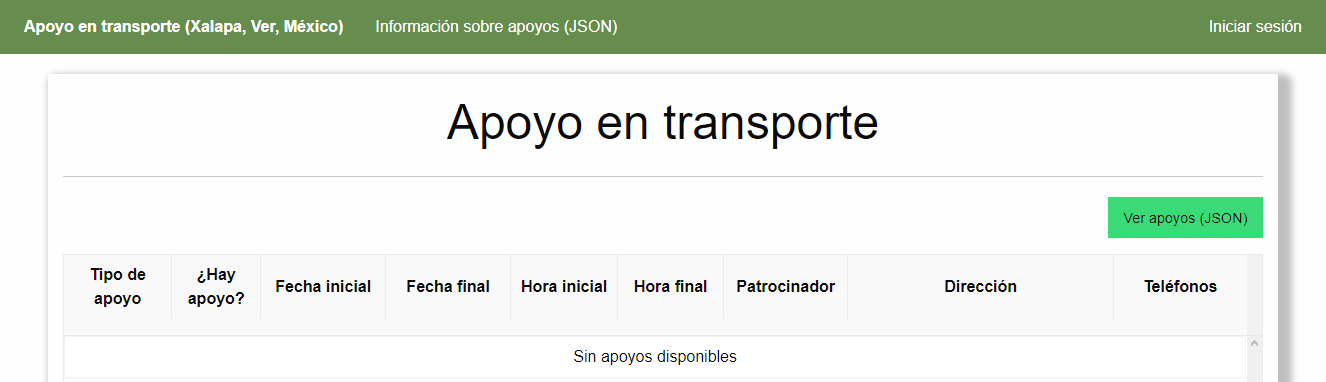 Apoyo en transporte (Xalapa, Ver, México) Información sobre apoyos (JSON) Iniciar sesión
Apoyo en transporte
Ver apoyos (JSON)
Tipo de apoyo ¿Hay apoyo? Fecha inicial Fecha final Hora inicial Hora final Patrocinador Dirección Teléfonos
Sin apoyos disponibles